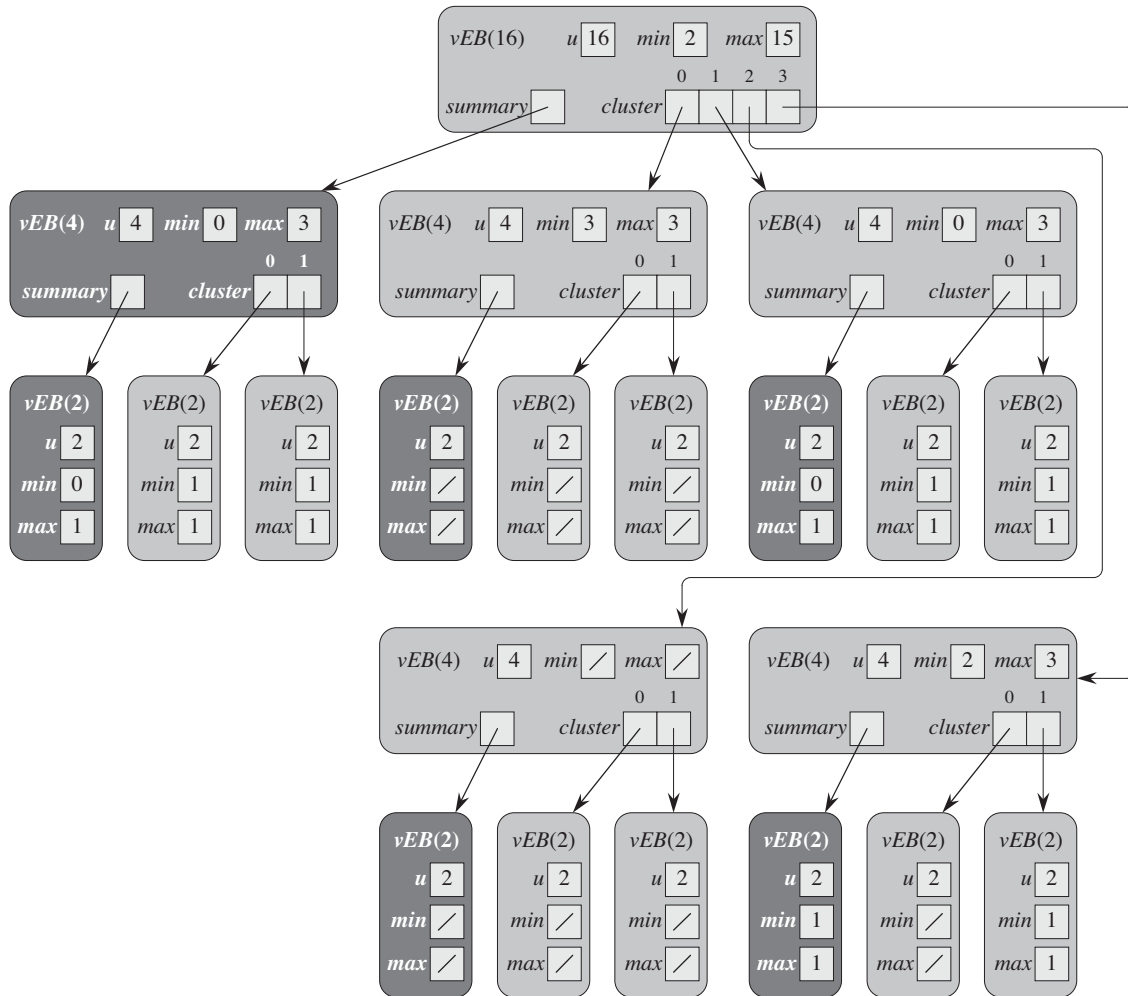 vEB(16) u 16 min 2 max 15
0 1 2 3
summary cluster
vEB(4) u 4 min 0 max 3
0 1
summary cluster
vEB(4) u 4 min 3 max 3
0 1
summary cluster
vEB(4) u 4 min 0 max 3
0 1
summary cluster
vEB(2)
u 2
min 0
max 1
vEB(2)
u 2
min 1
max 1
vEB(2)
u 2
min 1
max 1
vEB(2)
u 2
min /
max /
vEB(2)
u 2
min /
max /
vEB(2)
u 2
min /
max /
vEB(2)
u 2
min 0
max 1
vEB(2)
u 2
min 1
max 1
vEB(2)
u 2
min 1
max 1
vEB(4) u 4 min / max /
0 1
summary cluster
vEB(4) u 4 min 2 max 3
0 1
summary cluster
vEB(2)
u 2
min /
max /
vEB(2)
u 2
min /
max /
vEB(2)
u 2
min /
max /
vEB(2)
u 2
min 1
max 1
vEB(2)
u 2
min /
max /
vEB(2)
u 2
min 1
max 1